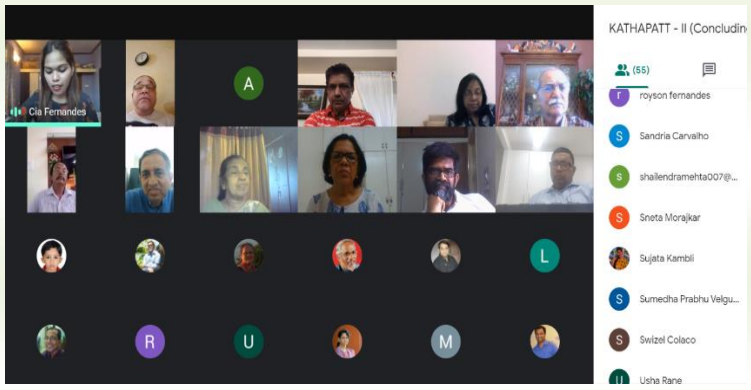 KATHAPATT - II (Concludin
(55)
A
Cia Fernandes
L
R
U
M
r
royson fernandes
S
Sandria Carvalho
s
shailendramehta007@...
S
Sneta Morajkar
Sujata Kambli
S
Sumedha Prabhu Velgu...
S
Swizel Colaco
U
Usha Rane